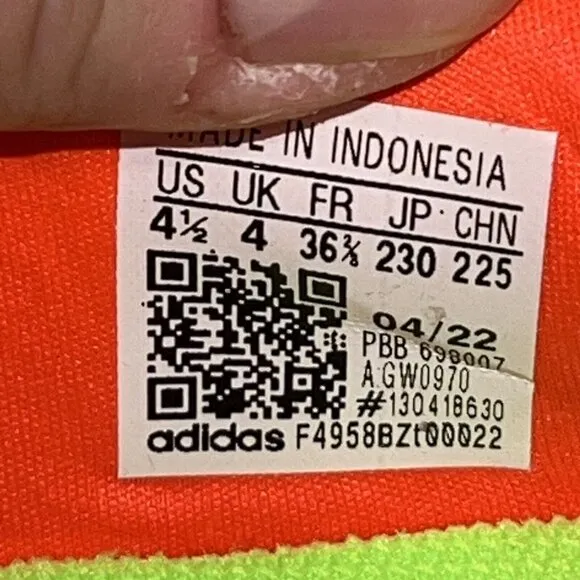 MADE IN INDONESIA
US UK FR JP CHN
4½ 4 36⅔ 230 225
04/22
PBB 698007
A.GW0970
#130418630
adidas F4958BZt00022